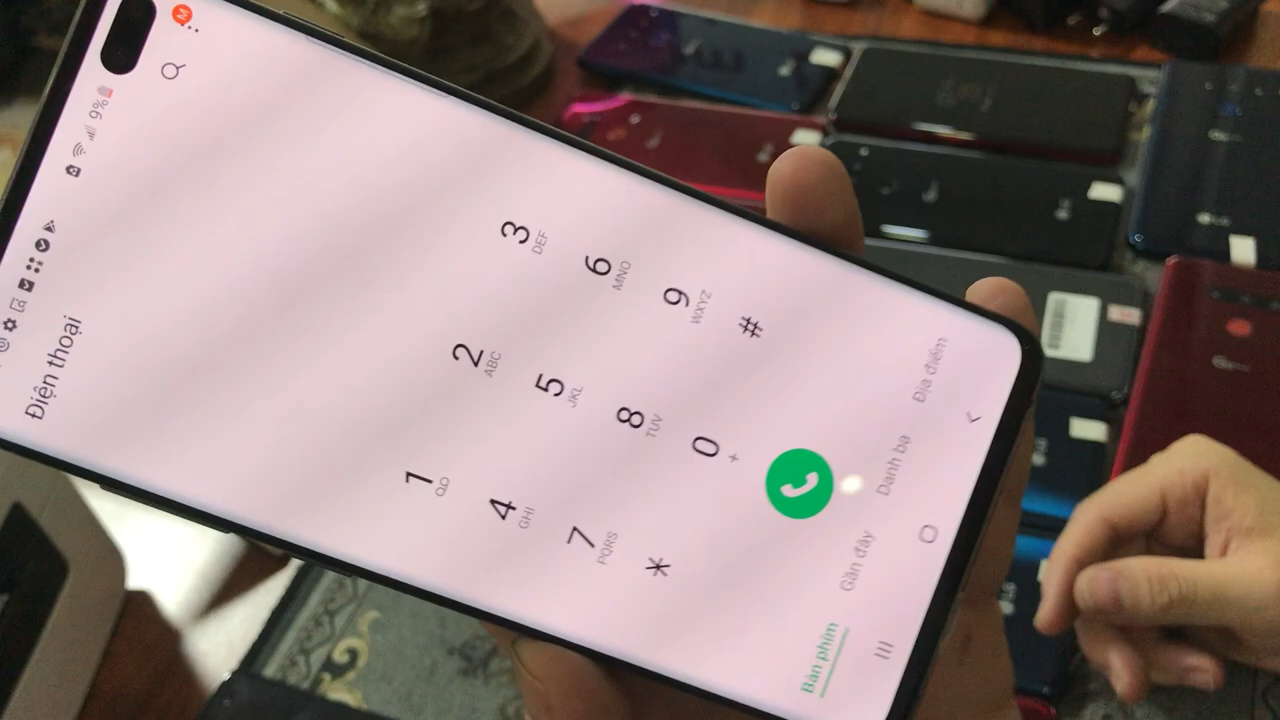 9%
Điện thoại
1
2 ABC
3 DEF
4 GHI
5 JKL
6 MNO
7 PQRS
8 TUV
9 WXYZ
*
0 +
#
Bàn phím Gần đây Danh bạ Địa điểm
LG